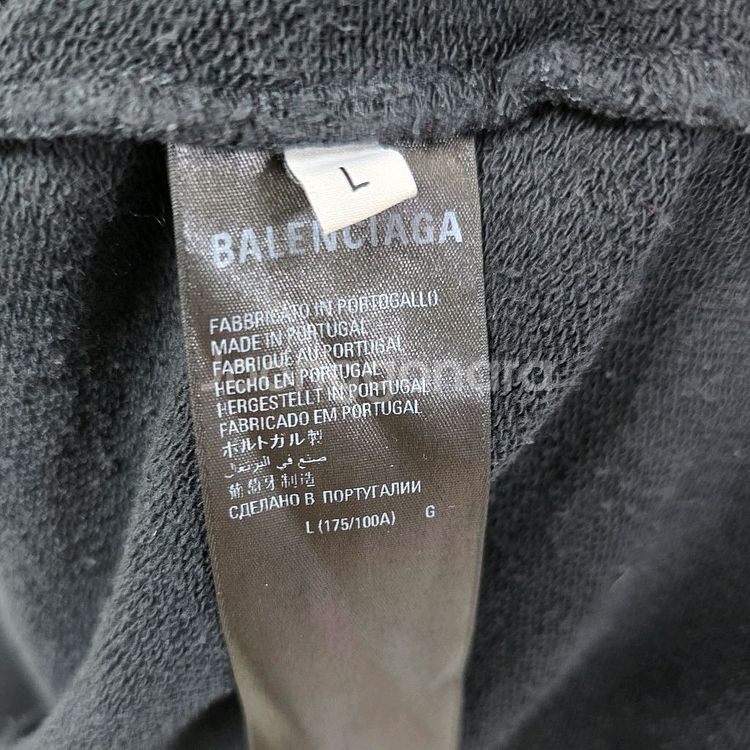 L
BALENCIAGA
FABBRICATO IN PORTOGALLO
MADE IN PORTUGAL
FABRIQUE AU PORTUGAL
HECHO EN PORTUGAL
HERGESTELLT IN PORTUGAL
FABRICADO EM PORTUGAL
ポルトガル製
صنع في البرتغال
葡萄牙制造
СДЕЛАНО В ПОРТУГАЛИИ
L (175/100A) G